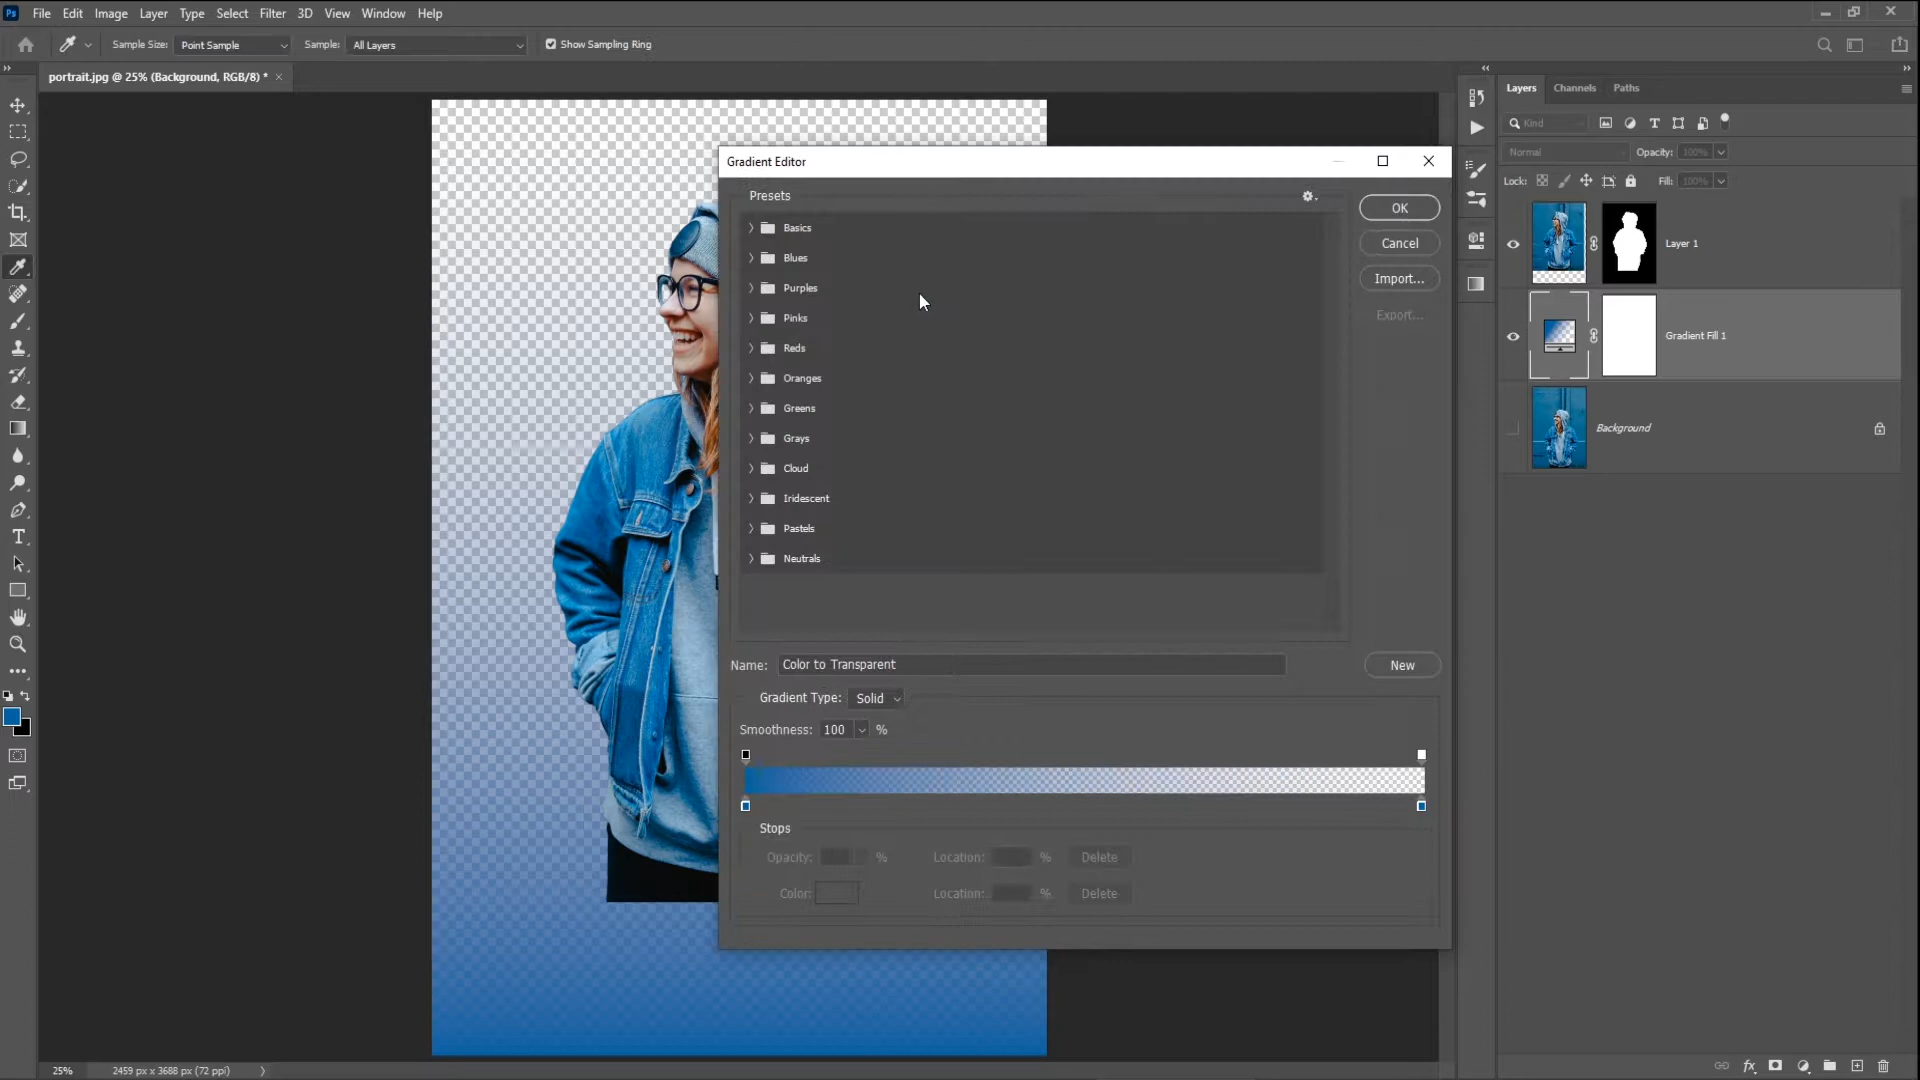 Ps File Edit Image Layer Type Select Filter 3D View Window Help
Sample Size: Point Sample Sample: All Layers Show Sampling Ring
portrait.jpg @ 25% (Background, RGB/8) * ×
Gradient Editor
Presets
Basics
Blues
Purples
Pinks
Reds
Oranges
Greens
Grays
Cloud
Iridescent
Pastels
Neutrals
OK
Cancel
Import...
Export...
Name: Color to Transparent
New
Gradient Type: Solid
Smoothness: 100 %
Stops
Opacity: % Location: % Delete
Color: Location: % Delete
Layers Channels Paths
Kind
Normal Opacity: 100%
Lock: Fill: 100%
Layer 1
Gradient Fill 1
Background
25% 2459 px x 3688 px (72 ppi)
fx